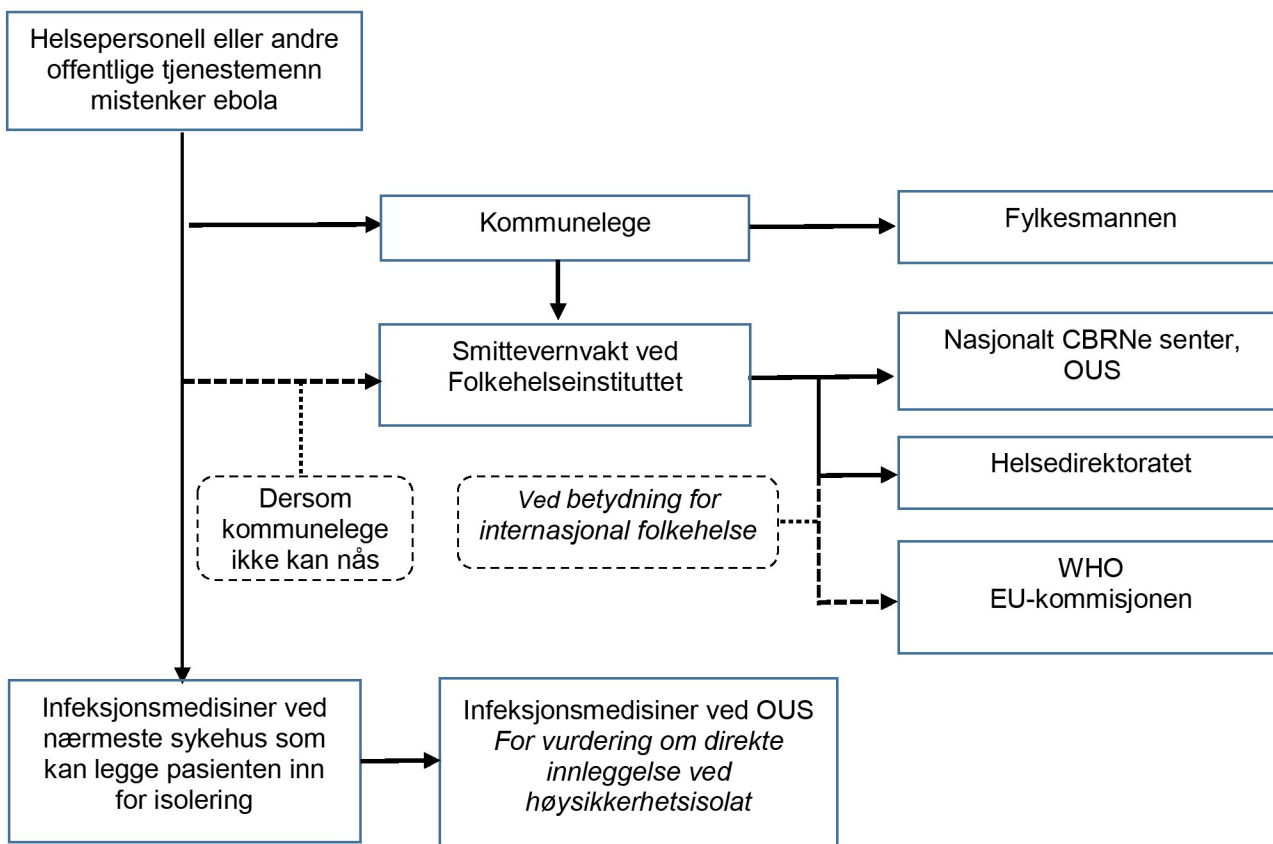 Helsepersonell eller andre
offentlige tjenestemenn
mistenker ebola
Kommunelege
Fylkesmannen
Smittevernvakt ved
Folkehelseinstituttet
Nasjonalt CBRNe senter,
OUS
Helsedirektoratet
Dersom
kommunelege
ikke kan nås
Ved betydning for
internasjonal folkehelse
WHO
EU-kommisjonen
Infeksjonsmedisiner ved
nærmeste sykehus som
kan legge pasienten inn
for isolering
Infeksjonsmedisiner ved OUS
For vurdering om direkte
innleggelse ved
høysikkerhetsisolat